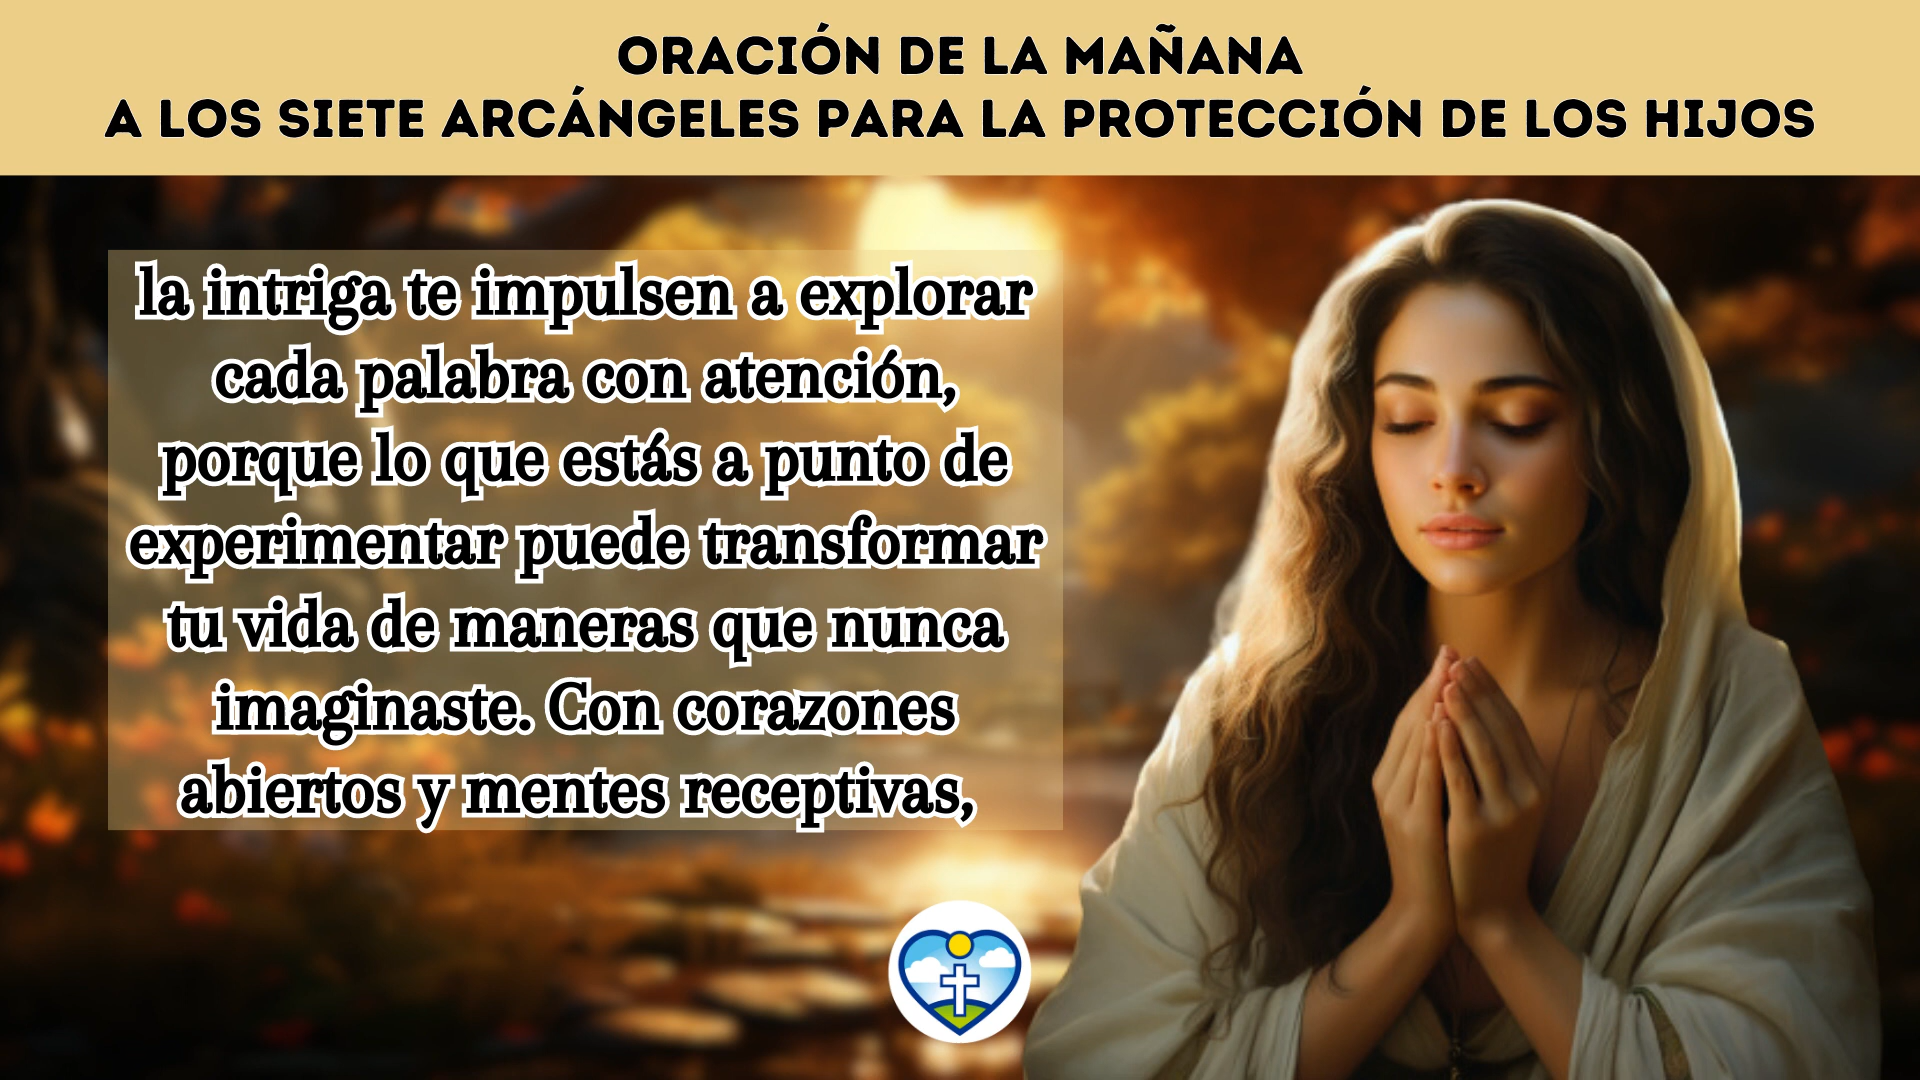 ORACIÓN DE LA MAÑANA
A LOS SIETE ARCÁNGELES PARA LA PROTECCIÓN DE LOS HIJOS
la intriga te impulsen a explorar
cada palabra con atención,
porque lo que estás a punto de
experimentar puede transformar
tu vida de maneras que nunca
imaginaste. Con corazones
abiertos y mentes receptivas,